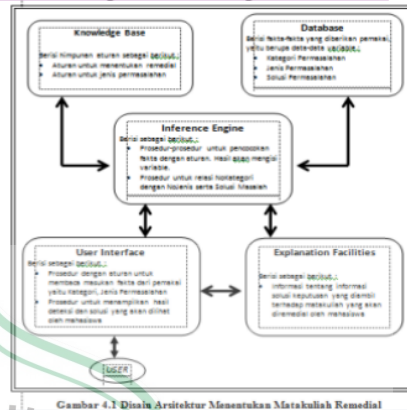 Knowledge Base
Berisi himpunan aturan sebagai berikut.:
Aturan untuk menentukan remedial
Aturan untuk jenis permasalahan
Database
Berisi fakta-fakta yang diberikan pemakai,
yaitu berupa data-data variable.:
Kategori Permasalahan
Jenis Permasalahan
Solusi Permasalahan
Inference Engine
Berisi sebagai berikut.:
Prosedur-prosedur untuk pencocokan
fakta dengan aturan. Hasil akan mengisi
variable.
Prosedur untuk relasi NoKategori
dengan NoJenis serta Solusi Masalah
User Interface
Berisi sebagai berikut.:
Prosedur dengan aturan untuk
membaca masukan fakta dari pemakai
yaitu Kategori, Jenis Permasalahan
Prosedur untuk menampilkan hasil
deteksi dan solusi yang akan dilihat
oleh mahasiswa
Explanation Facilities
Berisi sebagai berikut.:
Informasi tentang informasi
solusi keputusan yang diambil
terhadap matakuliah yang akan
diremedial oleh mahasiswa
USER
Gambar 4.1 Disain Arsitektur Menentukan Matakuliah Remedial